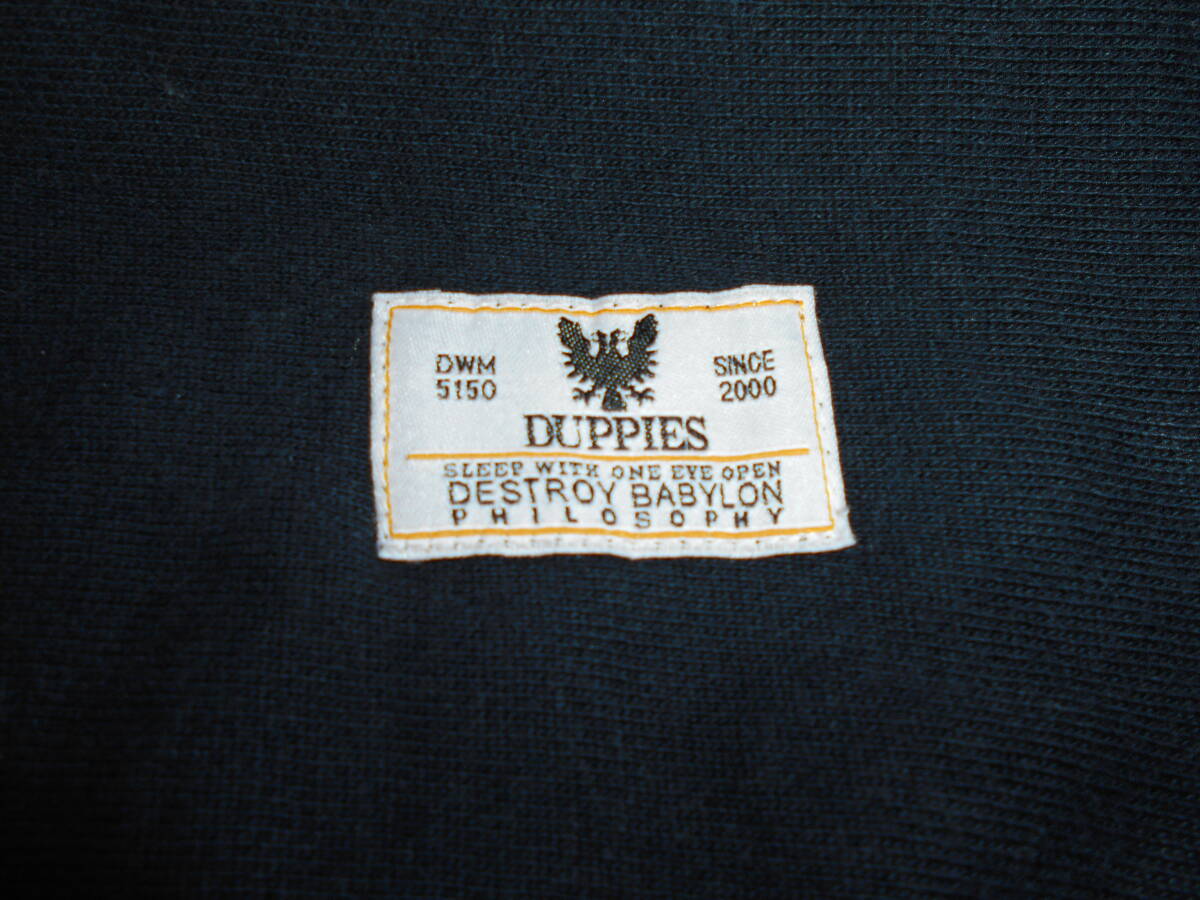 DWM
5150
SINCE
2000
DUPPIES
SLEEP WITH ONE EYE OPEN
DESTROY BABYLON
PHILOSOPHY